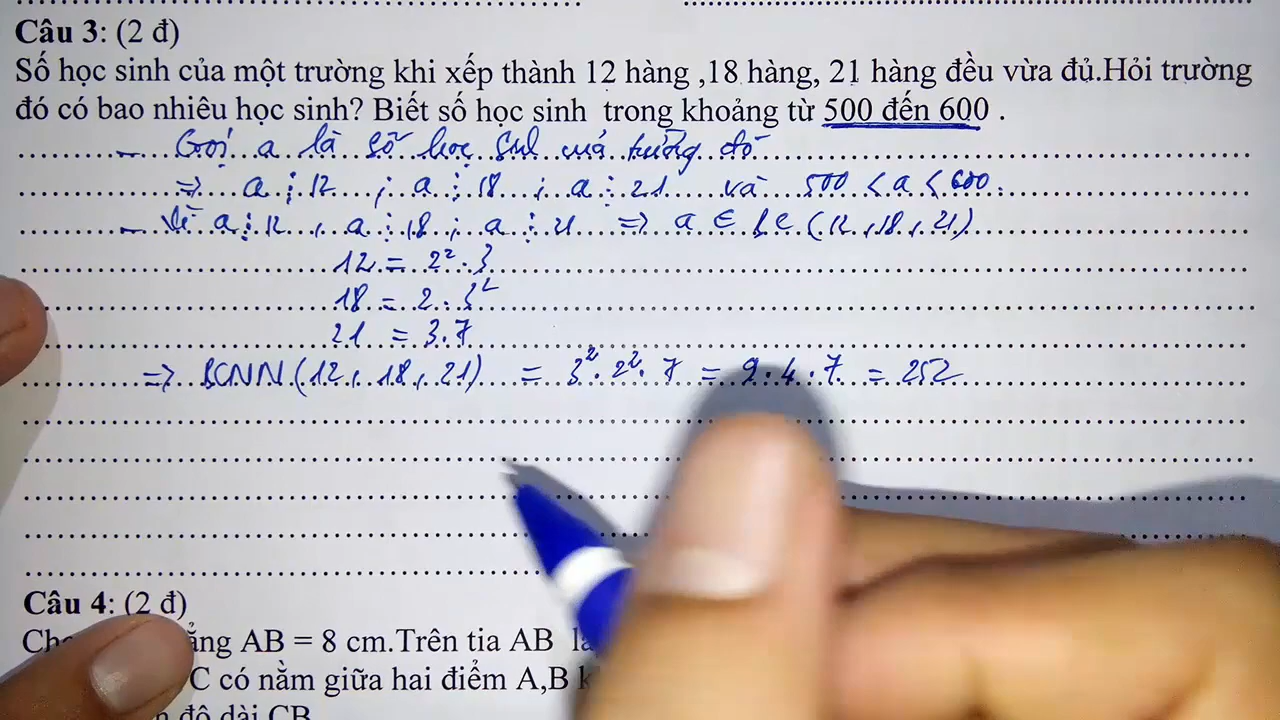 Câu 3: (2 đ)
Số học sinh của một trường khi xếp thành 12 hàng ,18 hàng, 21 hàng đều vừa đủ.Hỏi trường
đó có bao nhiêu học sinh? Biết số học sinh trong khoảng từ 500 đến 600 .
- Gọi a là số học sinh của trường đó
=> a ⋮ 12 ; a ⋮ 18 ; a ⋮ 21 và 500 < a < 600.
- Vì a ⋮ 12 , a ⋮ 18 ; a ⋮ 21 => a ∈ BC (12, 18, 21)
12 = 2² . 3
18 = 2 . 3²
21 = 3.7
=> BCNN (12, 18, 21) = 3² . 2² . 7 = 9 . 4 . 7 = 252
Câu 4: (2 đ)
AB = 8 cm.Trên tia AB
C có nằm giữa hai điểm A,B
độ dài CB